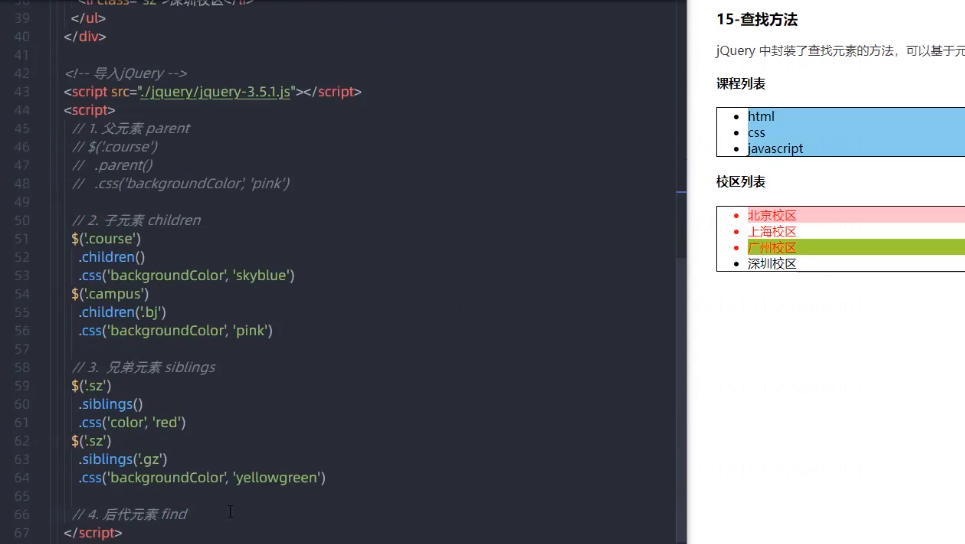 38 <li class="sz">深圳校区</li>
39 </ul>
40 </div>
41
42 <!-- 导入jQuery -->
43 <script src="./jquery/jquery-3.5.1.js"></script>
44 <script>
45 // 1. 父元素 parent
46 // $('.course')
47 //   .parent()
48 //   .css('backgroundColor', 'pink')
49
50 // 2. 子元素 children
51 $('.course')
52 .children()
53 .css('backgroundColor', 'skyblue')
54 $('.campus')
55 .children('.bj')
56 .css('backgroundColor', 'pink')
57
58 // 3.  兄弟元素 siblings
59 $('.sz')
60 .siblings()
61 .css('color', 'red')
62 $('.sz')
63 .siblings('.gz')
64 .css('backgroundColor', 'yellowgreen')
65
66 // 4. 后代元素 find
67 </script>
15-查找方法
jQuery 中封装了查找元素的方法，可以基于元
课程列表
html
css
javascript
校区列表
北京校区
上海校区
广州校区
深圳校区